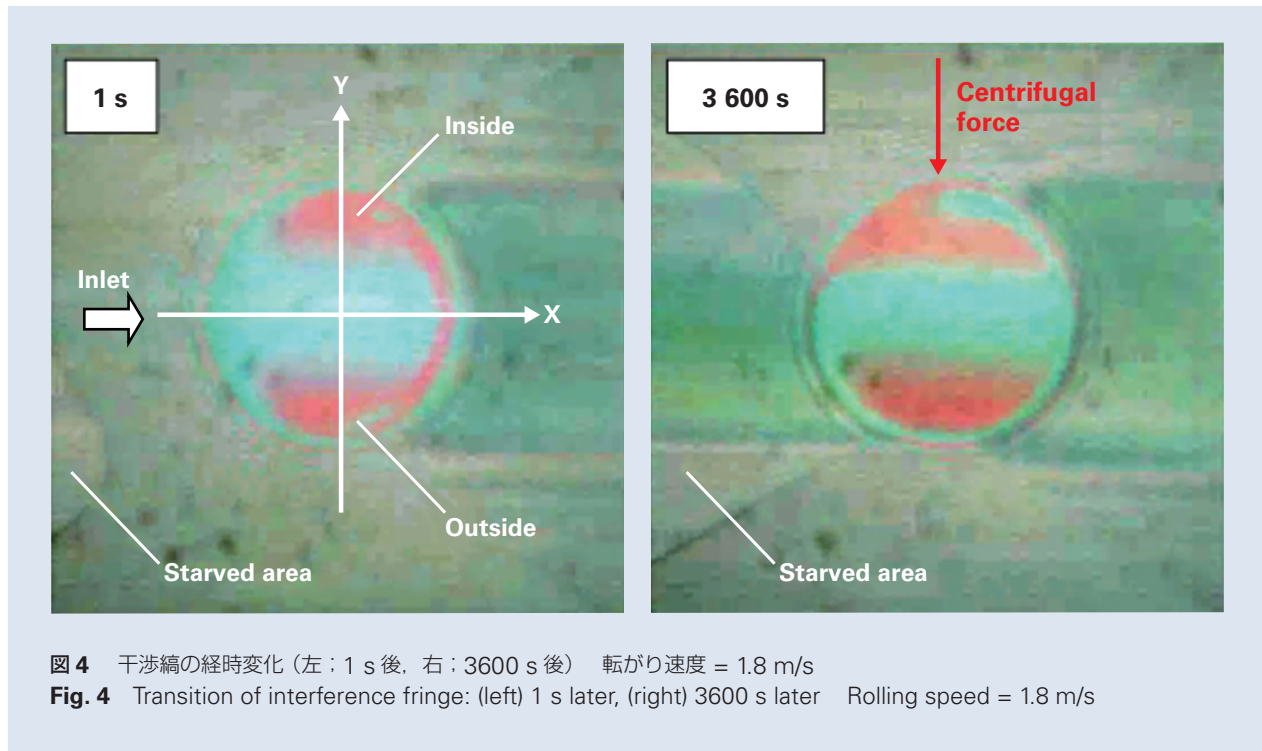 1 s
Y
Inside
Inlet
X
Outside
Starved area
3 600 s
Centrifugal
force
Starved area
図 4 干渉縞の経時変化（左；1 s 後，右；3600 s 後） 転がり速度 = 1.8 m/s
Fig. 4 Transition of interference fringe: (left) 1 s later, (right) 3600 s later Rolling speed = 1.8 m/s